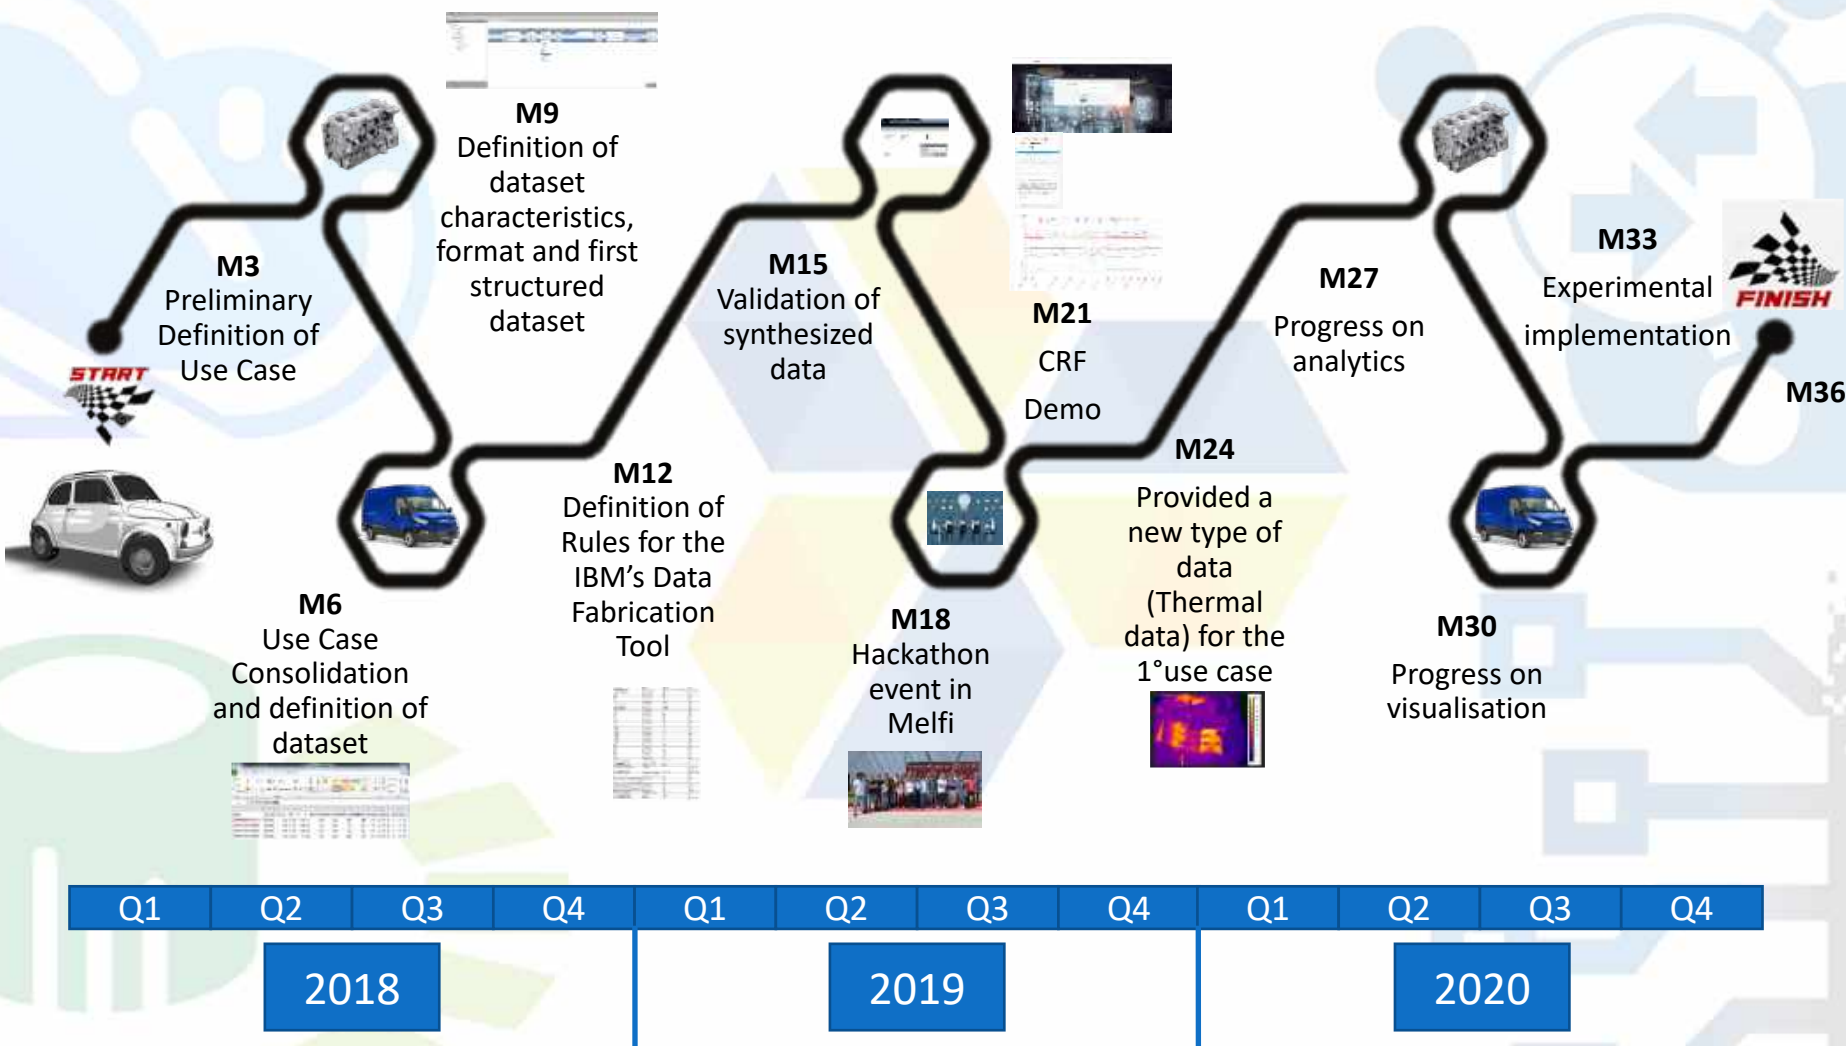 START
M3
Preliminary
Definition of
Use Case
M6
Use Case
Consolidation
and definition of
dataset
M9
Definition of
dataset
characteristics,
format and first
structured
dataset
M12
Definition of
Rules for the
IBM's Data
Fabrication
Tool
M15
Validation of
synthesized
data
M18
Hackathon
event in
Melfi
M21
CRF
Demo
M24
Provided a
new type of
data
(Thermal
data) for the
1°use case
M27
Progress on
analytics
M30
Progress on
visualisation
M33
Experimental
implementation
FINISH
M36
Q1 Q2 Q3 Q4 Q1 Q2 Q3 Q4 Q1 Q2 Q3 Q4
2018 2019 2020